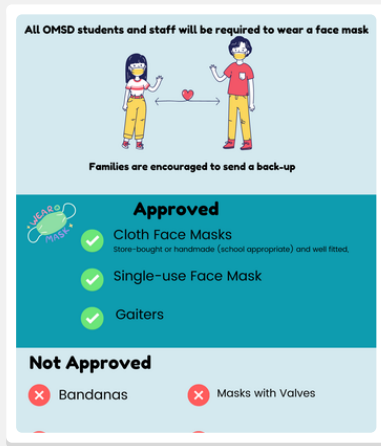 All OMSD students and staff will be required to wear a face mask
Families are encouraged to send a back-up
WEAR A
MASK
Approved
Cloth Face Masks
Store-bought or handmade (school appropriate) and well fitted,
Single-use Face Mask
Gaiters
Not Approved
Bandanas
Masks with Valves